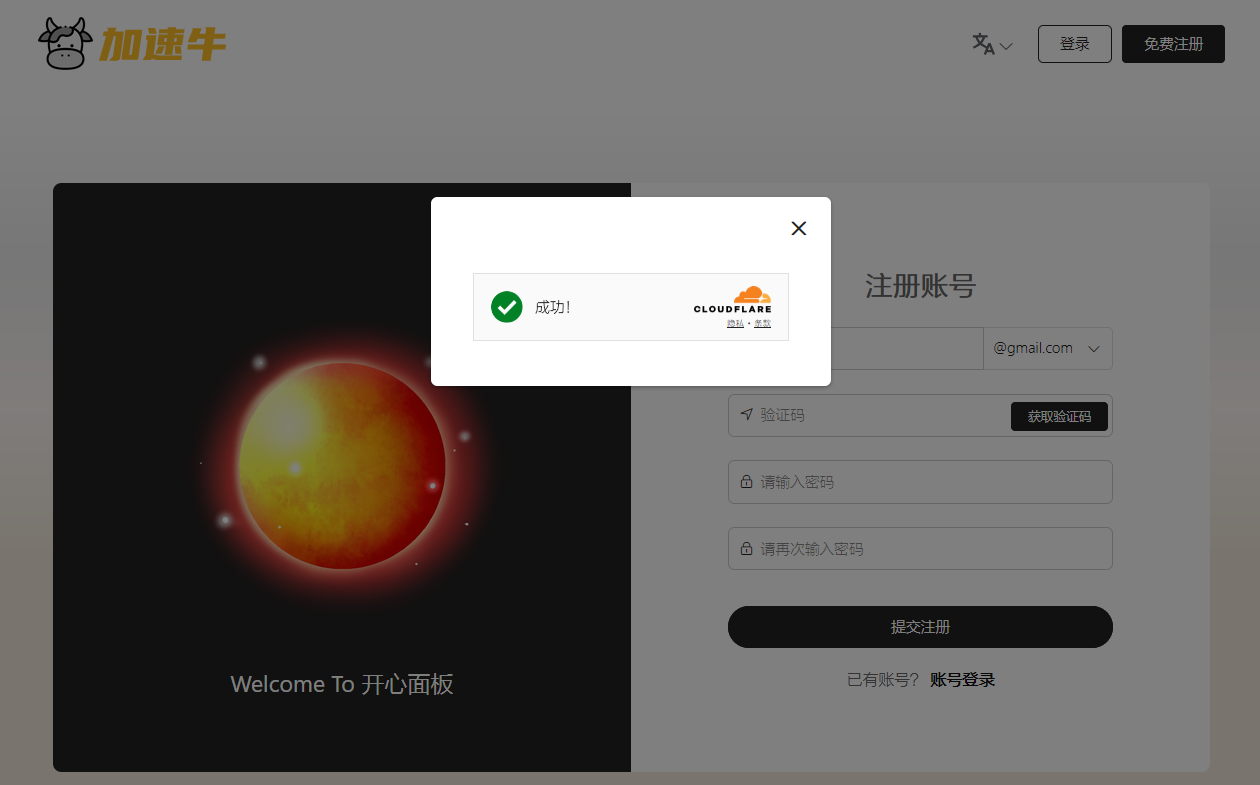 加速牛
登录
免费注册
成功!
CLOUDFLARE
隐私 • 条款
注册账号
@gmail.com
验证码
获取验证码
请输入密码
请再次输入密码
提交注册
已有账号? 账号登录
Welcome To 开心面板